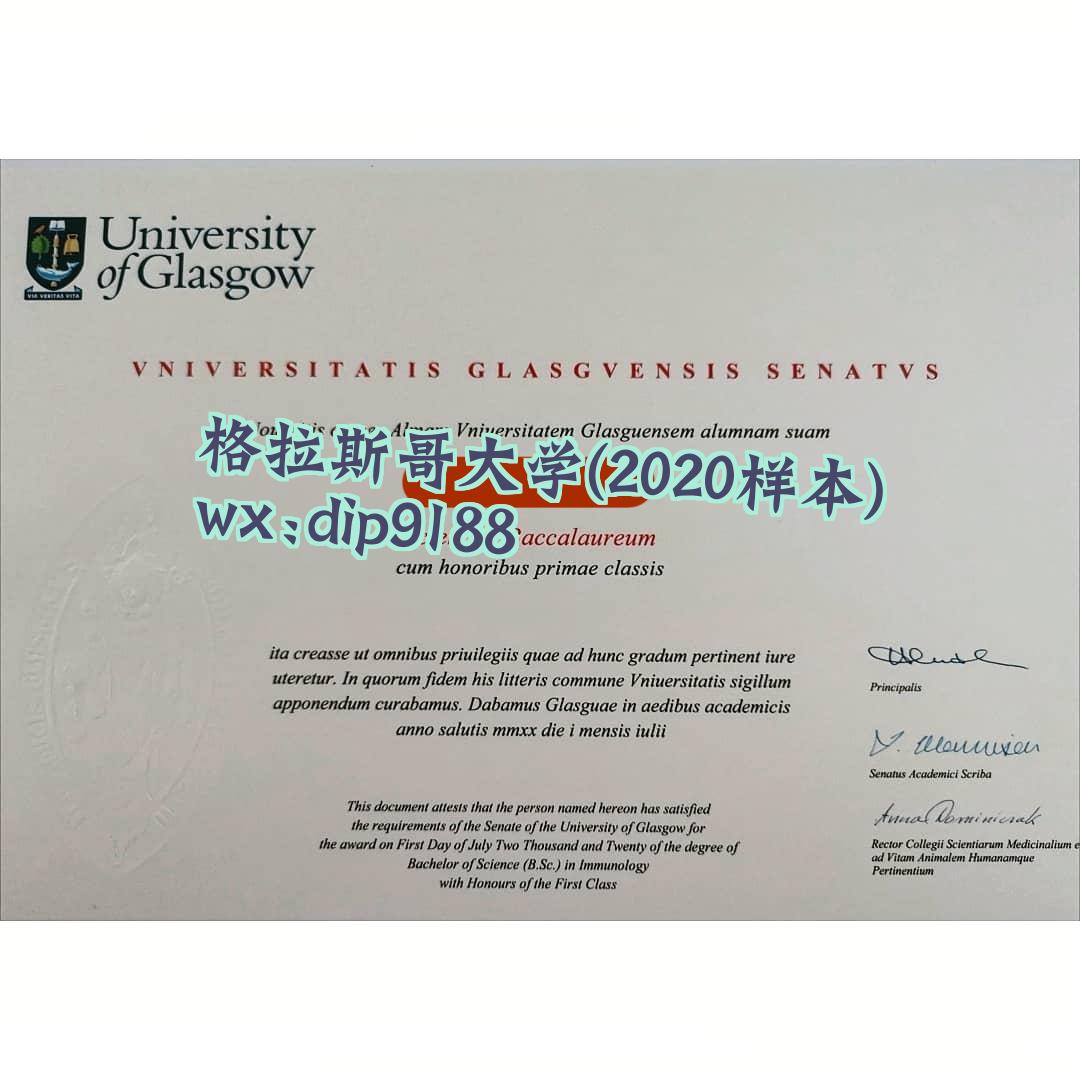 University
of Glasgow
VIA VERITAS VITA
VNIVERSITATIS GLASGVENSIS SENATVS
Vniuersitatem Glasguensem alumnam suam
格拉斯哥大学(2020样本)
wx:dip9188
Baccalaureum
cum honoribus primae classis
ita creasse ut omnibus priuilegiis quae ad hunc gradum pertinent iure
uteretur. In quorum fidem his litteris commune Vniuersitatis sigillum
apponendum curabamus. Dabamus Glasguae in aedibus academicis
anno salutis mmxx die i mensis iulii
Principalis
Senatus Academici Scriba
Anna Dominiczak
Rector Collegii Scientiarum Medicinalium e
ad Vitam Animalem Humanamque
Pertinentium
This document attests that the person named hereon has satisfied
the requirements of the Senate of the University of Glasgow for
the award on First Day of July Two Thousand and Twenty of the degree of
Bachelor of Science (B.Sc.) in Immunology
with Honours of the First Class